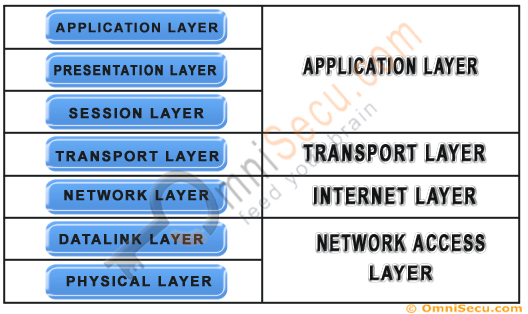 APPLICATION LAYER
PRESENTATION LAYER
SESSION LAYER
APPLICATION LAYER
TRANSPORT LAYER
TRANSPORT LAYER
NETWORK LAYER
INTERNET LAYER
DATALINK LAYER
PHYSICAL LAYER
NETWORK ACCESS
LAYER
OmniSecu.com
feed your brain
© OmniSecu.com